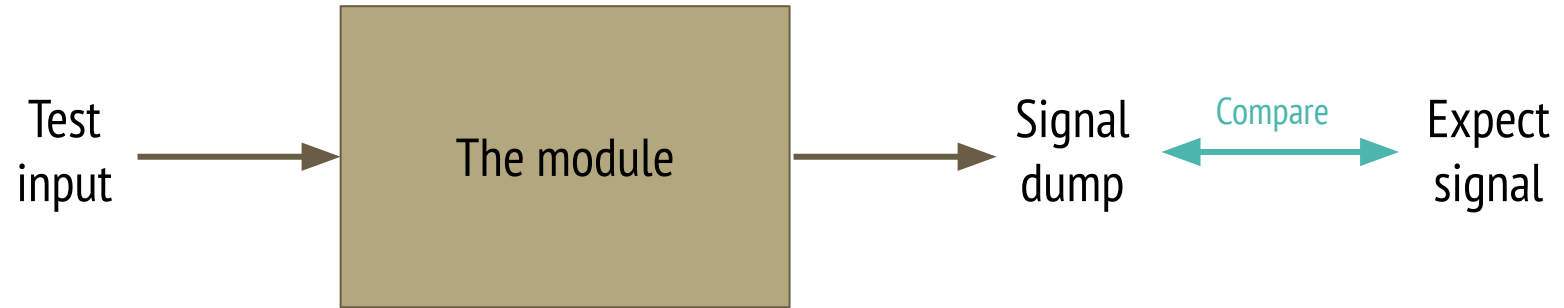 Test
input
The module
Signal
dump
Compare
Expect
signal